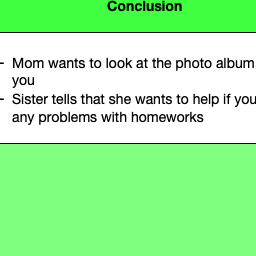 Conclusion
- Mom wants to look at the photo album
you
- Sister tells that she wants to help if you
any problems with homeworks